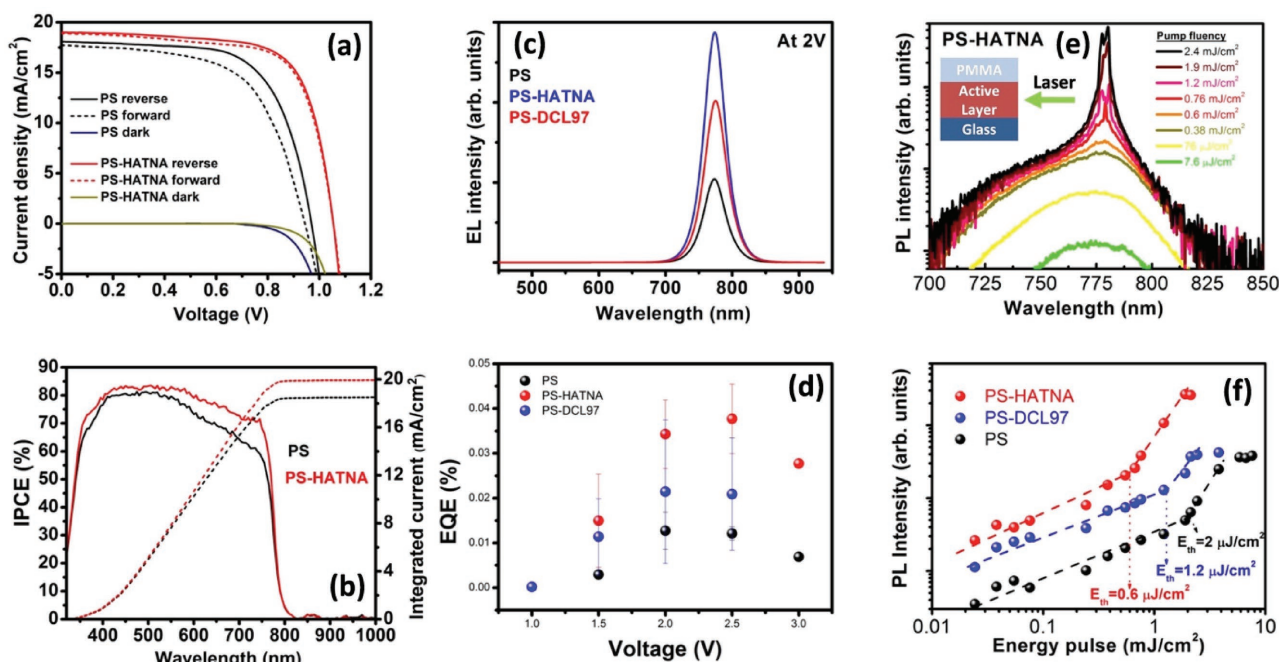 (a)
20
15
10
5
0
-5
Current density (mA/cm²)
PS reverse
PS forward
PS dark
PS-HATNA reverse
PS-HATNA forward
PS-HATNA dark
0.0 0.2 0.4 0.6 0.8 1.0 1.2
Voltage (V)
(c)
At 2V
PS
PS-HATNA
PS-DCL97
EL intensity (arb. units)
500 600 700 800 900
Wavelength (nm)
PS-HATNA
(e)
PMMA
Active
Layer
Glass
Laser
Pump fluency
2.4 mJ/cm²
1.9 mJ/cm²
1.2 mJ/cm²
0.76 mJ/cm²
0.6 mJ/cm²
0.38 mJ/cm²
76 µJ/cm²
7.6 µJ/cm²
PL intensity (arb. units)
700 725 750 775 800 825 850
Wavelength (nm)
90
80
70
60
50
40
30
20
10
0
IPCE (%)
PS
PS-HATNA
(b)
20
16
12
8
4
0
Integrated current (mA/cm²)
400 500 600 700 800 900 1000
Wavelength (nm)
0.05
0.04
0.03
0.02
0.01
0.00
EQE (%)
PS
PS-HATNA
PS-DCL97
(d)
1.0 1.5 2.0 2.5 3.0
Voltage (V)
PS-HATNA
PS-DCL97
PS
(f)
PL Intensity (arb. units)
Eth=2 µJ/cm²
Eth=1.2 µJ/cm²
Eth=0.6 µJ/cm²
0.01 0.1 1 10
Energy pulse (mJ/cm²)